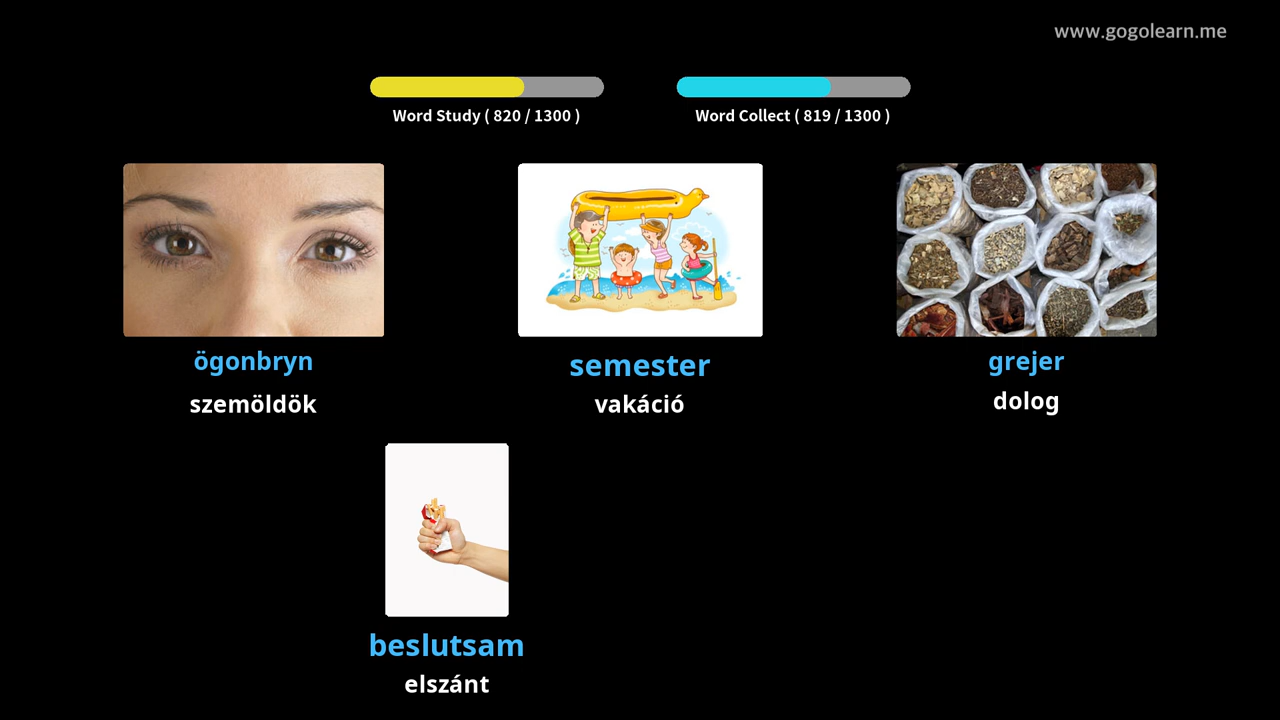 www.gogolearn.me
Word Study ( 820 / 1300 )
Word Collect ( 819 / 1300 )
ögonbryn
szemöldök
semester
vakáció
grejer
dolog
beslutsam
elszánt